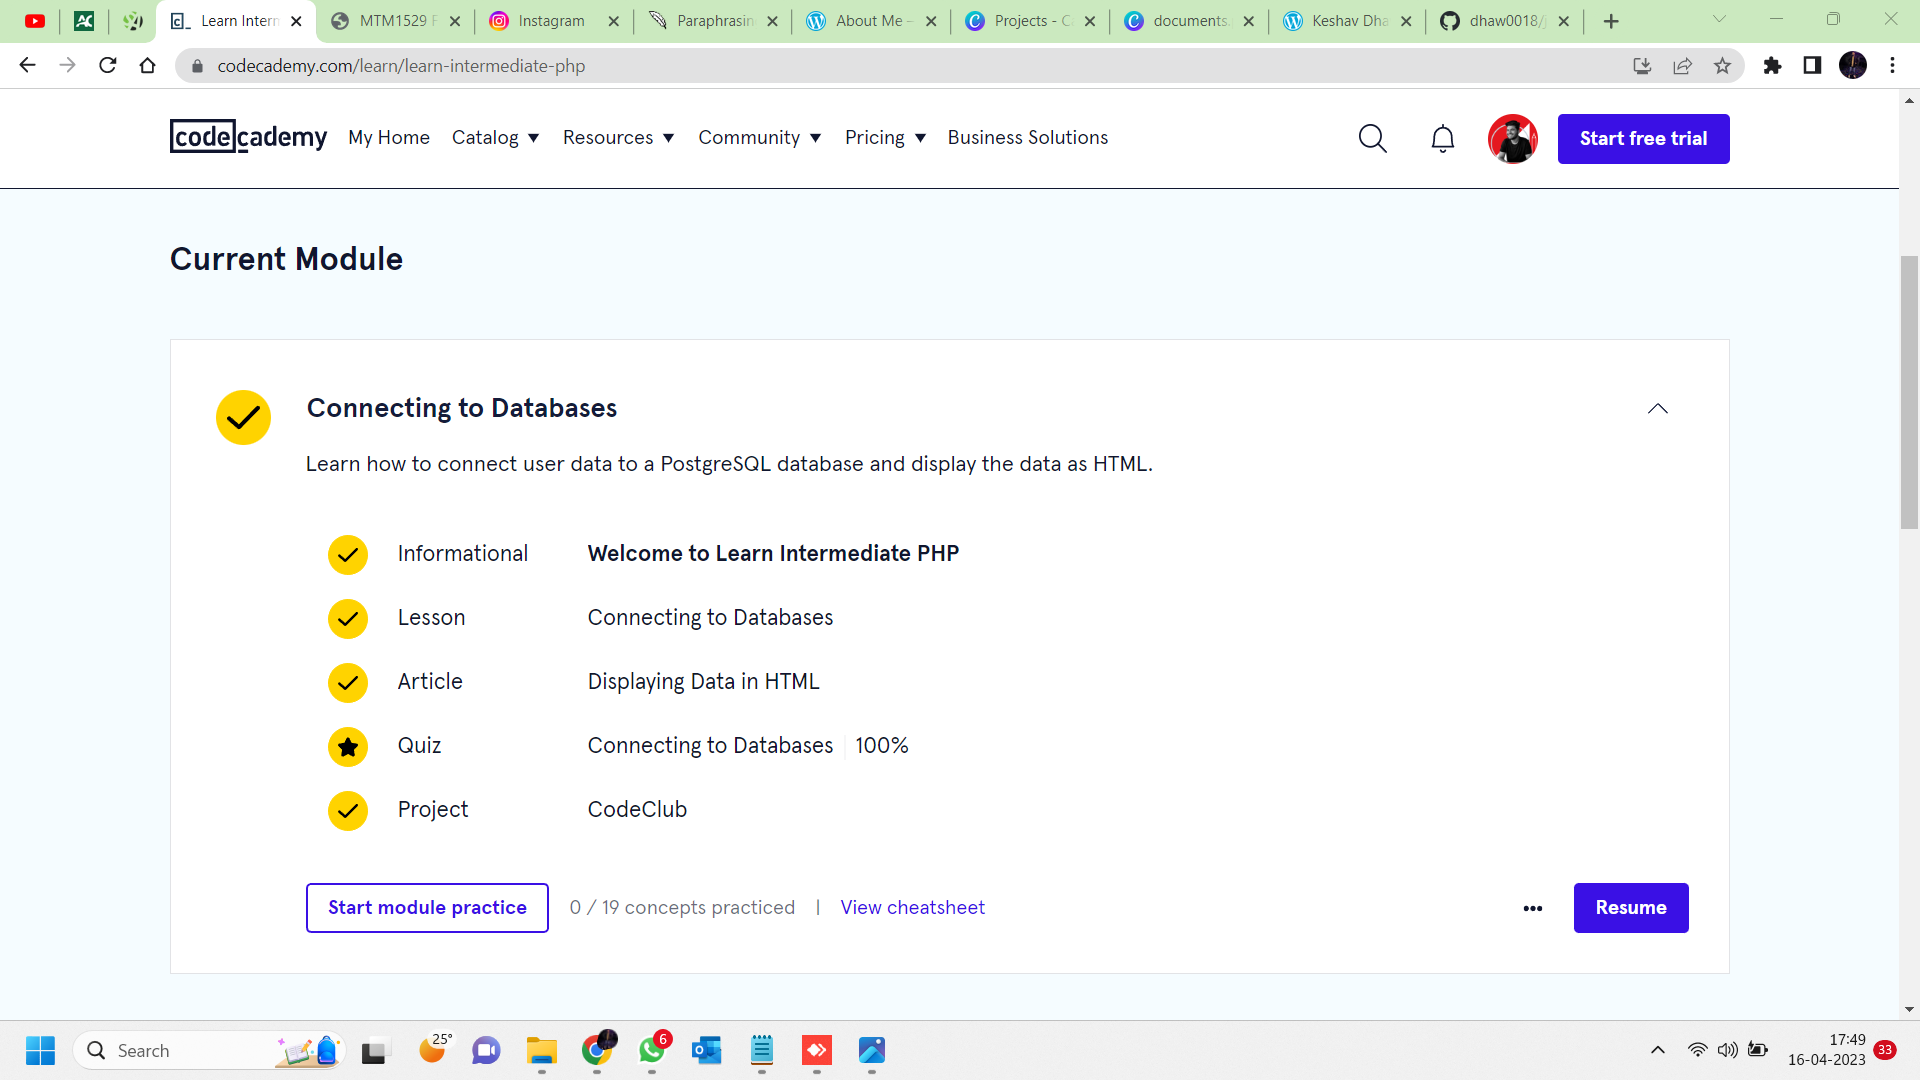 Learn Intern
MTM1529 F
Instagram
Paraphrasin
About Me –
Projects - C
documents.
Keshav Dha
dhaw0018/j
codecademy.com/learn/learn-intermediate-php
codecademy
My Home
Catalog
Resources
Community
Pricing
Business Solutions
Start free trial
Current Module
Connecting to Databases
Learn how to connect user data to a PostgreSQL database and display the data as HTML.
Informational Welcome to Learn Intermediate PHP
Lesson Connecting to Databases
Article Displaying Data in HTML
Quiz Connecting to Databases 100%
Project CodeClub
Start module practice 0 / 19 concepts practiced | View cheatsheet
Resume
Search
25°
6
17:49
16-04-2023
33